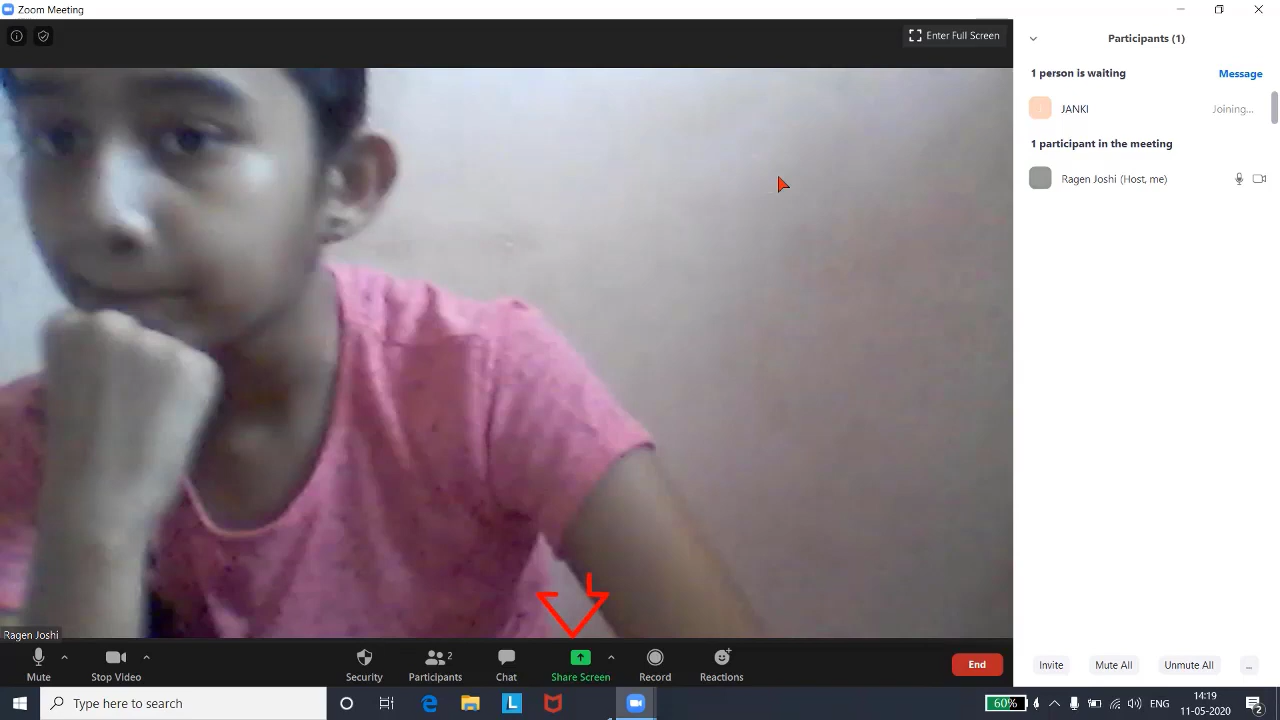 Zoom Meeting
Enter Full Screen
Participants (1)
1 person is waiting
Message
JANKI
Joining...
1 participant in the meeting
Ragen Joshi (Host, me)
Ragen Joshi
Mute
Stop Video
Security
Participants
2
Chat
Share Screen
Record
Reactions
End
Invite
Mute All
Unmute All
...
Type here to search
L
60%
ENG
14:19
11-05-2020
2